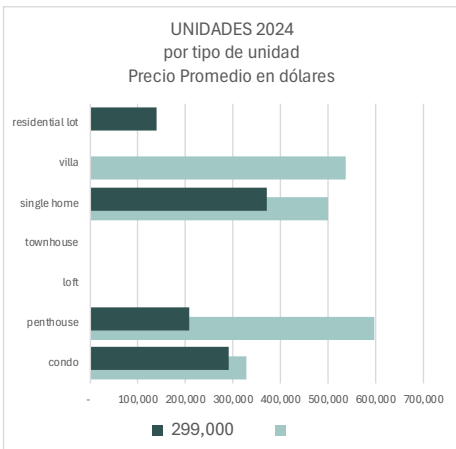 UNIDADES 2024
por tipo de unidad
Precio Promedio en dólares
residential lot
villa
single home
townhouse
loft
penthouse
condo
- 100,000 200,000 300,000 400,000 500,000 600,000 700,000
299,000